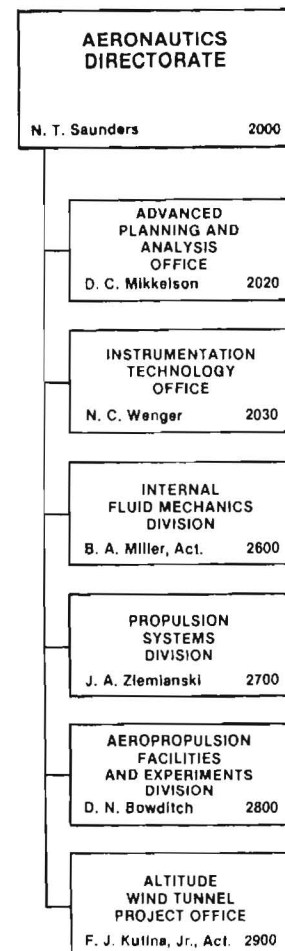 AERONAUTICS
DIRECTORATE
N. T. Saunders 2000
ADVANCED
PLANNING AND
ANALYSIS
OFFICE
D. C. Mikkelson 2020
INSTRUMENTATION
TECHNOLOGY
OFFICE
N. C. Wenger 2030
INTERNAL
FLUID MECHANICS
DIVISION
B. A. Miller, Act. 2600
PROPULSION
SYSTEMS
DIVISION
J. A. Ziemianski 2700
AEROPROPULSION
FACILITIES
AND EXPERIMENTS
DIVISION
D. N. Bowditch 2800
ALTITUDE
WIND TUNNEL
PROJECT OFFICE
F. J. Kutina, Jr., Act. 2900